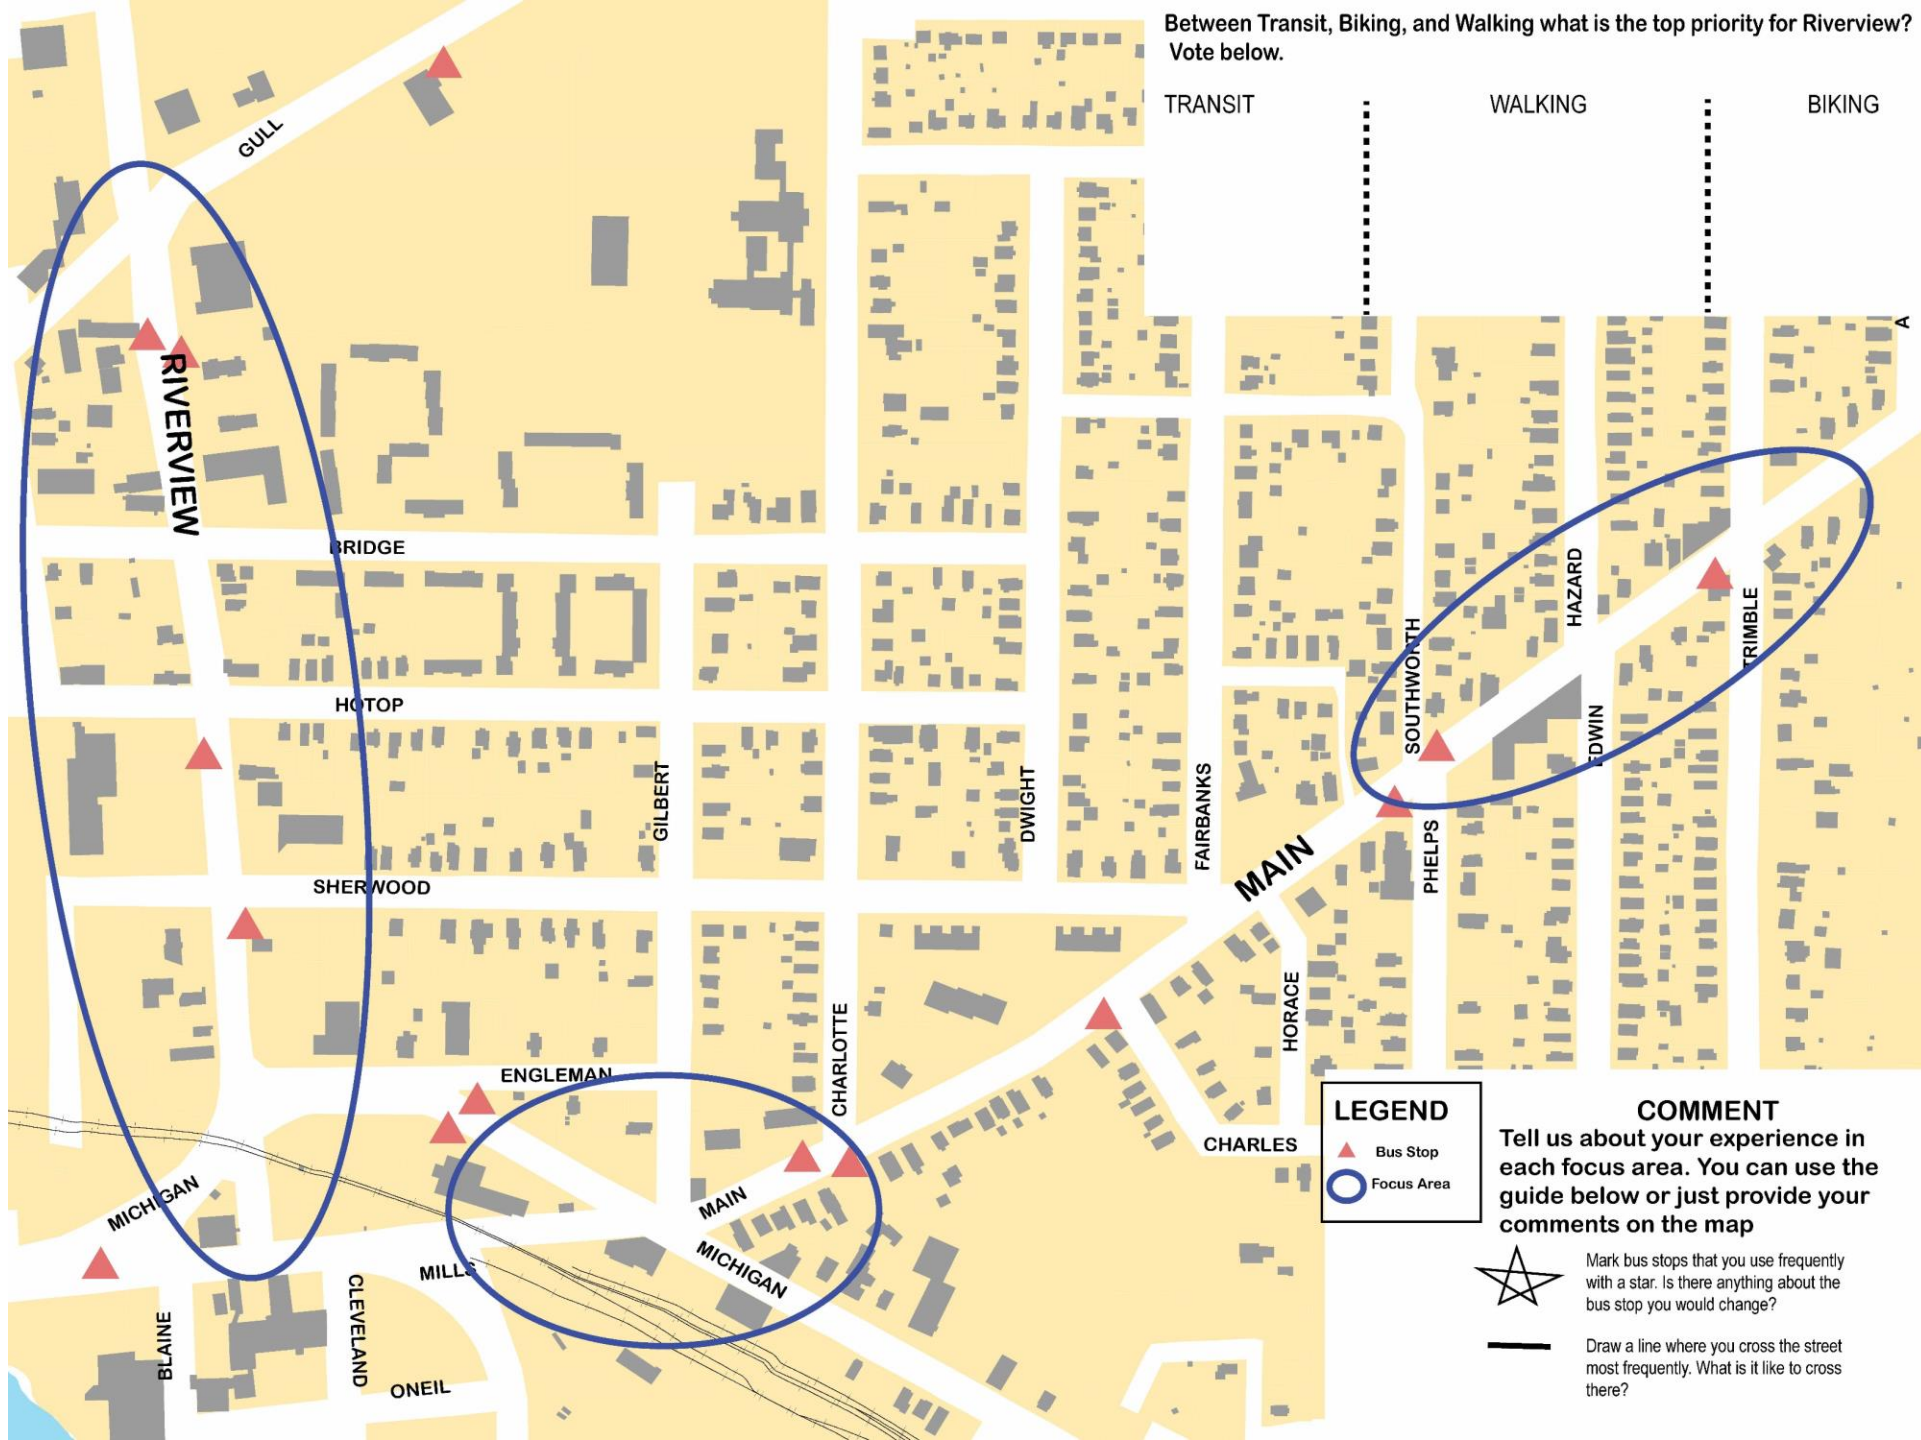 Between Transit, Biking, and Walking what is the top priority for Riverview?
Vote below.
TRANSIT
WALKING
BIKING
GULL
A
RIVERVIEW
BRIDGE
HOTOP
SHERWOOD
ENGLEMAN
GILBERT
DWIGHT
CHARLOTTE
FAIRBANKS
MAIN
HORACE
SOUTHWORTH
PHELPS
HAZARD
EDWIN
TRIMBLE
CHARLES
MAIN
MICHIGAN
MICHIGAN
MILLS
BLAINE
CLEVELAND
ONEIL
LEGEND
Bus Stop
Focus Area
COMMENT
Tell us about your experience in
each focus area. You can use the
guide below or just provide your
comments on the map
Mark bus stops that you use frequently
with a star. Is there anything about the
bus stop you would change?
Draw a line where you cross the street
most frequently. What is it like to cross
there?